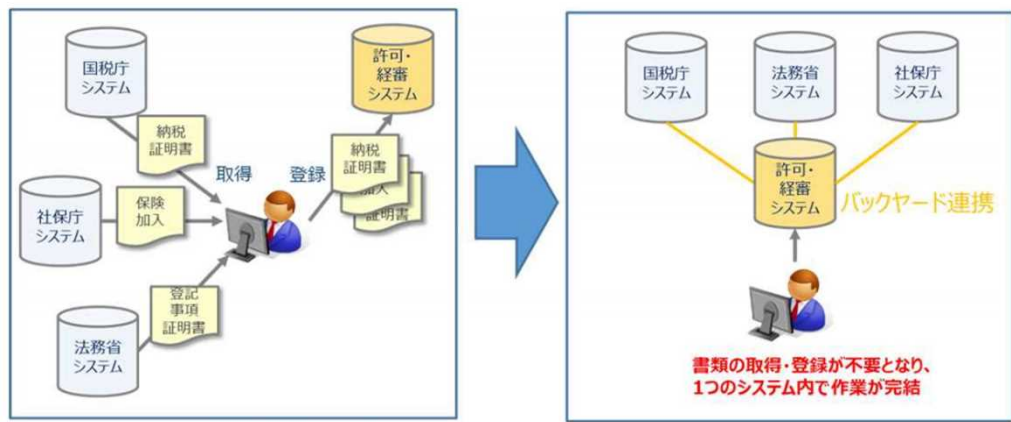 国税庁
システム
納税
証明書
取得
社保庁
システム
保険
加入
法務省
システム
登記
事項
証明書
登録
納税
証明書
加入
証明書
許可・
経審
システム
国税庁
システム
法務省
システム
社保庁
システム
許可・
経審
システム
バックヤード連携
書類の取得・登録が不要となり、
1つのシステム内で作業が完結